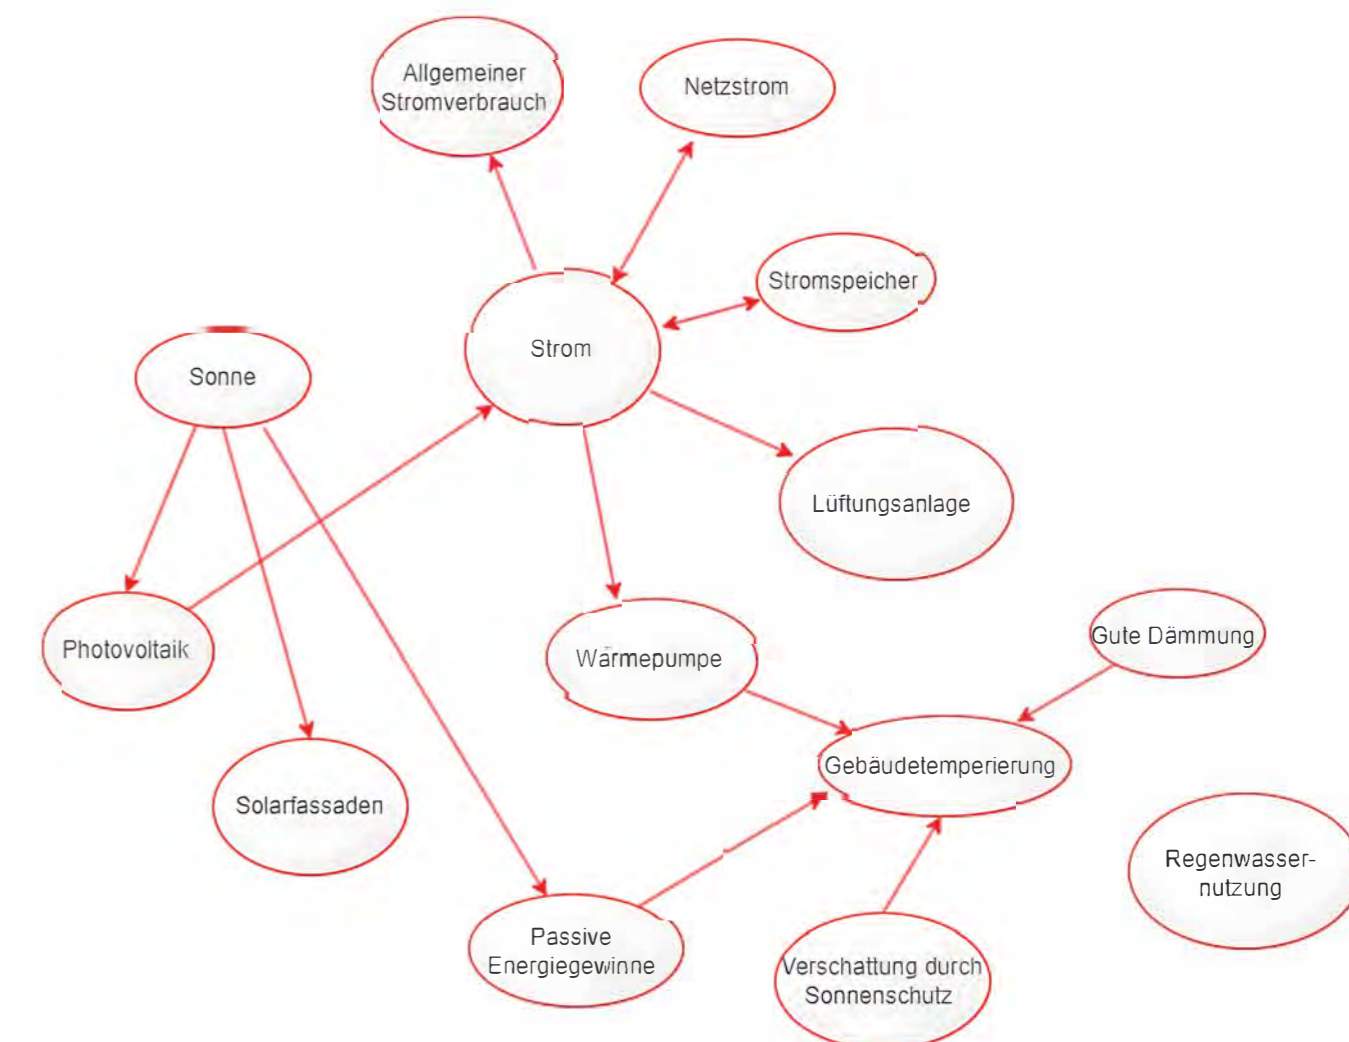 Allgemeiner
Stromverbrauch
Netzstrom
Stromspeicher
Strom
Sonne
Lüftungsanlage
Gute Dämmung
Photovoltaik
Wärmepumpe
Gebäudetemperierung
Solarfassaden
Regenwasser-
nutzung
Passive
Energiegewinne
Verschattung durch
Sonnenschutz